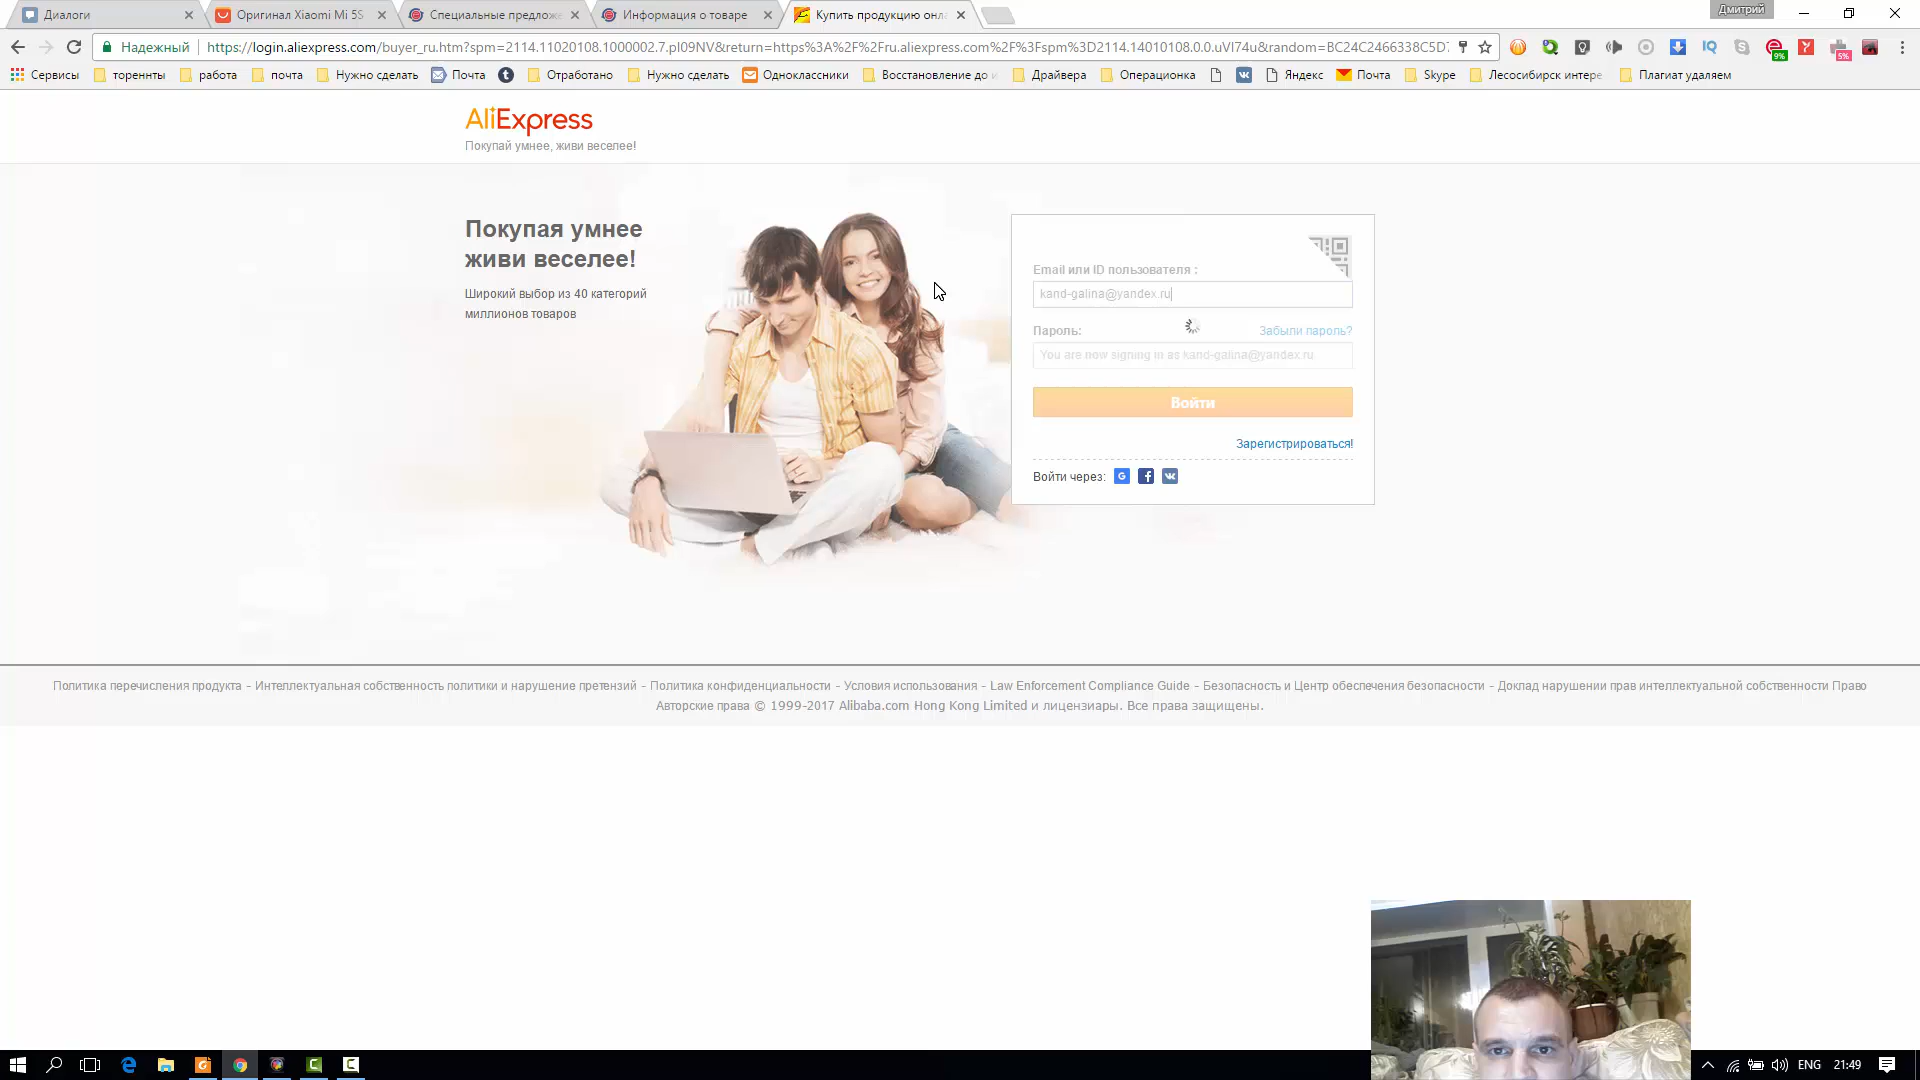 Диалоги
Оригинал Xiaomi Mi 5S
Специальные предлож
Информация о товаре
Купить продукцию онл
Дмитрий
Надежный
https://login.aliexpress.com/buyer_ru.htm?spm=2114.11020108.1000002.7.pI09NV&return=https%3A%2F%2Fru.aliexpress.com%2F%3Fspm%3D2114.14010108.0.0.uVI74u&random=BC24C2466338C5D7
9%
5%
Сервисы
тореннты
работа
почта
Нужно сделать
Почта
Отработано
Нужно сделать
Одноклассники
Восстановление до
Драйвера
Операционка
Яндекс
Почта
Skype
Лесосибирск интере
Плагиат удаляем
AliExpress
Покупай умнее, живи веселее!
Покупая умнее
живи веселее!
Широкий выбор из 40 категорий
миллионов товаров
Email или ID пользователя :
kand-galina@yandex.ru
Пароль:
Забыли пароль?
You are now signing in as kand-galina@yandex.ru
Войти
Зарегистрироваться!
Войти через:
Политика перечисления продукта - Интеллектуальная собственность политики и нарушение претензий - Политика конфиденциальности - Условия использования - Law Enforcement Compliance Guide - Безопасность и Центр обеспечения безопасности - Доклад нарушении прав интеллектуальной собственности Право
Авторские права © 1999-2017 Alibaba.com Hong Kong Limited и лицензиары. Все права защищены.
ENG
21:49